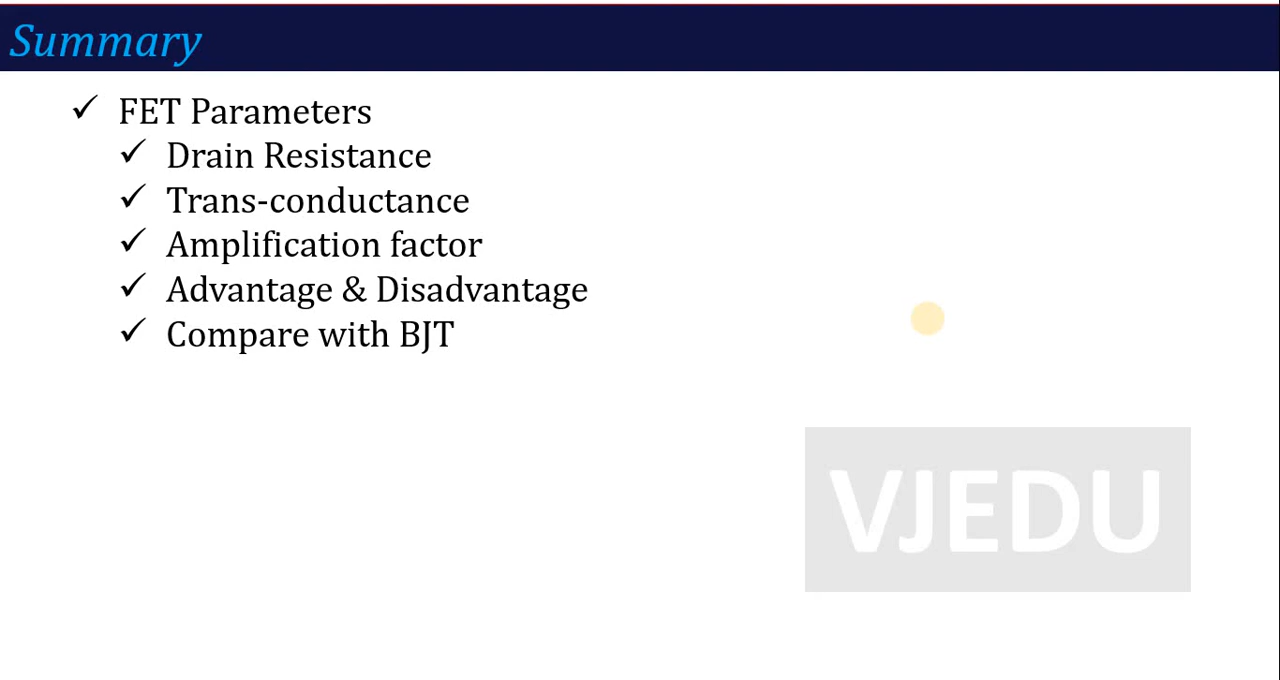 Summary
✓ FET Parameters
✓ Drain Resistance
✓ Trans-conductance
✓ Amplification factor
✓ Advantage & Disadvantage
✓ Compare with BJT
VJEDU